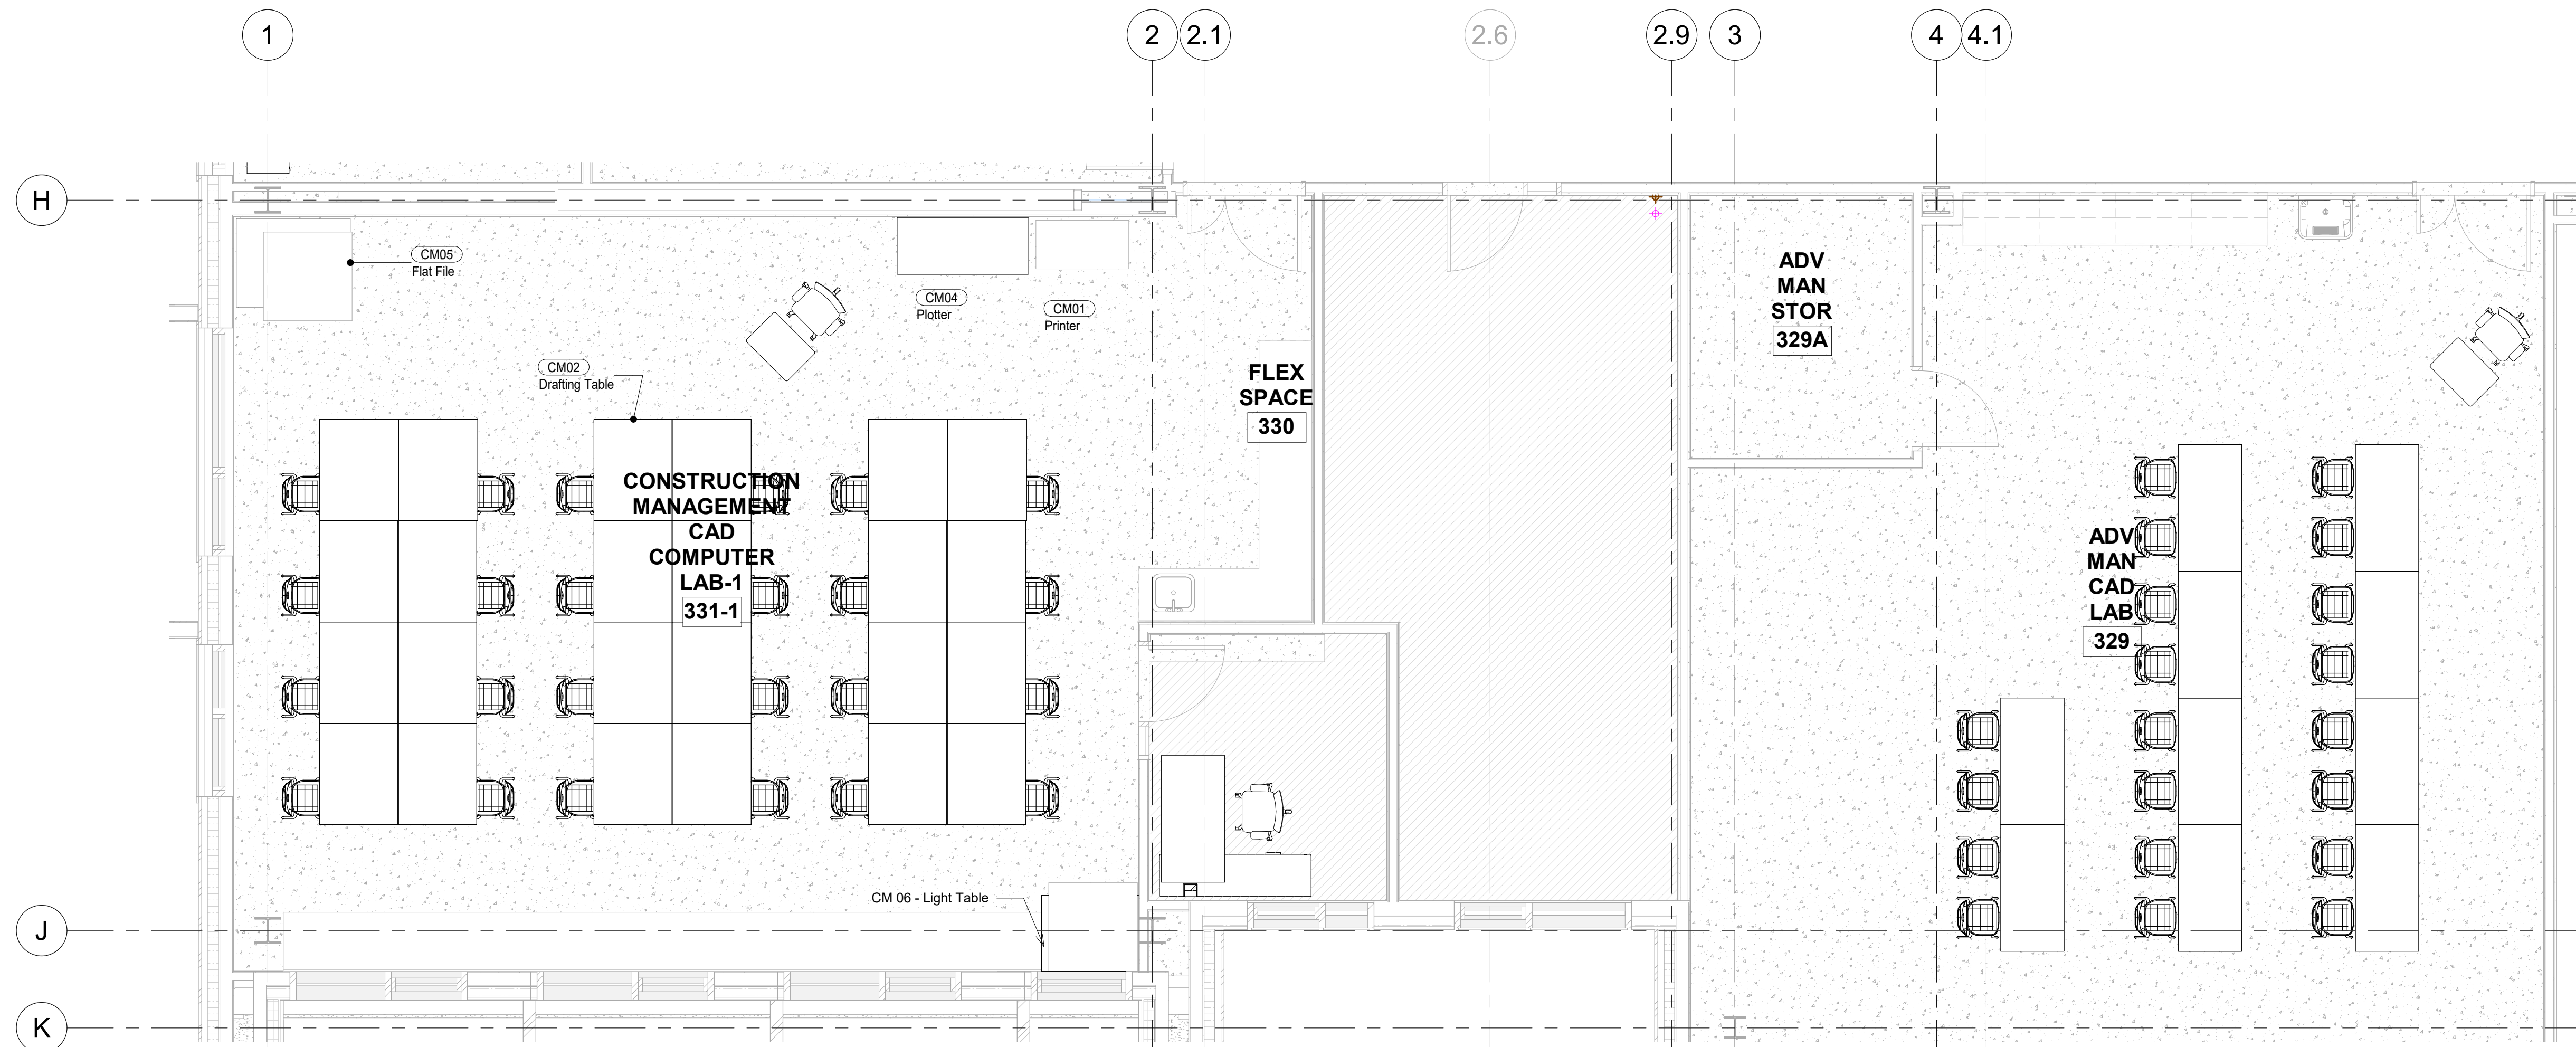 1
2
2.1
2.6
2.9
3
4
4.1
H
J
K
CM05
Flat File
CM04
Plotter
CM01
Printer
CM02
Drafting Table
CONSTRUCTION
MANAGEMENT
CAD
COMPUTER
LAB-1
331-1
CM 06 - Light Table
FLEX
SPACE
330
ADV
MAN
STOR
329A
ADV
MAN
CAD
LAB
329